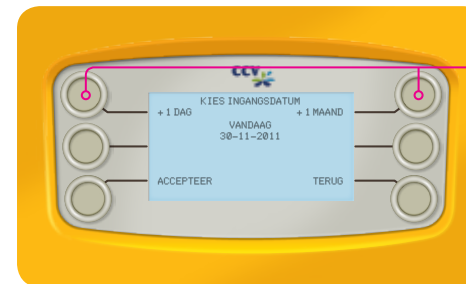 CCV
KIES INGANGSDATUM
+ 1 DAG + 1 MAAND
VANDAAG
30-11-2011
ACCEPTEER TERUG